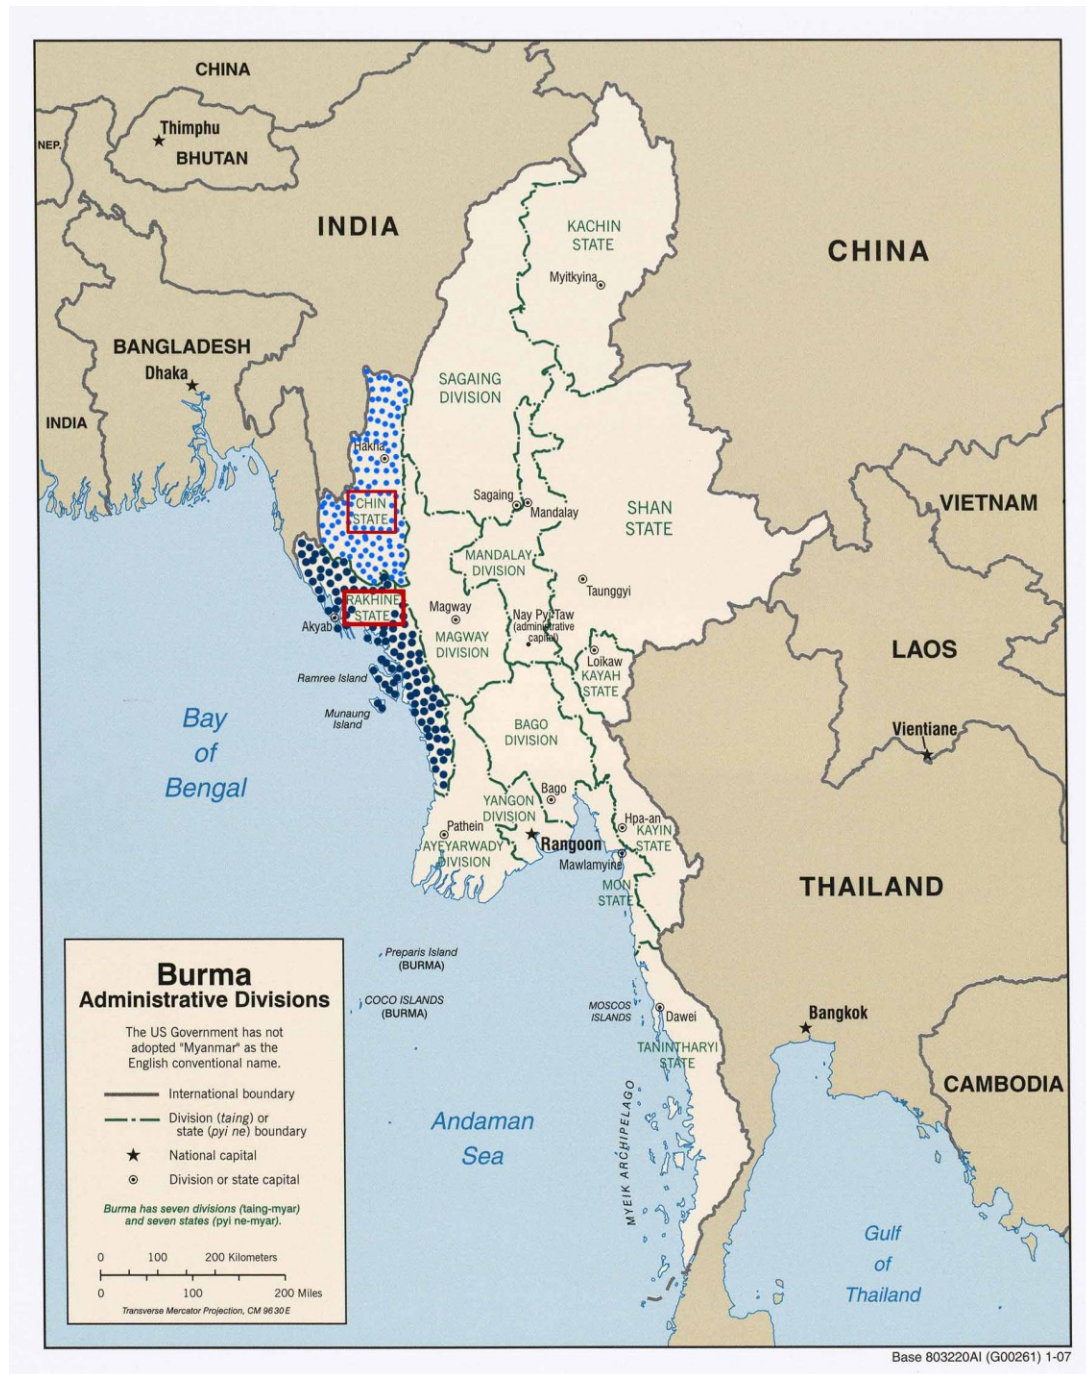 CHINA
Thimphu
NEP.
BHUTAN
INDIA
KACHIN
STATE
CHINA
Myitkyina
BANGLADESH
Dhaka
SAGAING
DIVISION
INDIA
Hakha
Sagaing
Mandalay
CHIN
STATE
SHAN
STATE
VIETNAM
MANDALAY
DIVISION
Taunggyi
RAKHINE
STATE
Magway
Nay Pyi Taw
(administrative
capital)
Akyab
MAGWAY
DIVISION
LAOS
Loikaw
KAYAH
STATE
Ramree Island
Munaung
Island
Bay
of
Bengal
BAGO
DIVISION
Vientiane
Bago
YANGON
DIVISION
Pathein
Hpa-an
KAYIN
STATE
Rangoon
AYEYARWADY
DIVISION
Mawlamyine
MON
STATE
THAILAND
Preparis Island
(BURMA)
COCO ISLANDS
(BURMA)
MOSCOS
ISLANDS
Dawei
Bangkok
TANINTHARYI
STATE
CAMBODIA
MYEIK ARCHIPELAGO
Andaman
Sea
Gulf
of
Thailand
Burma
Administrative Divisions
The US Government has not
adopted "Myanmar" as the
English conventional name.
International boundary
Division (taing) or
state (pyi ne) boundary
National capital
Division or state capital
Burma has seven divisions (taing-myar)
and seven states (pyi ne-myar).
0 100 200 Kilometers
0 100 200 Miles
Transverse Mercator Projection, CM 96 30 E
Base 803220AI (G00261) 1-07